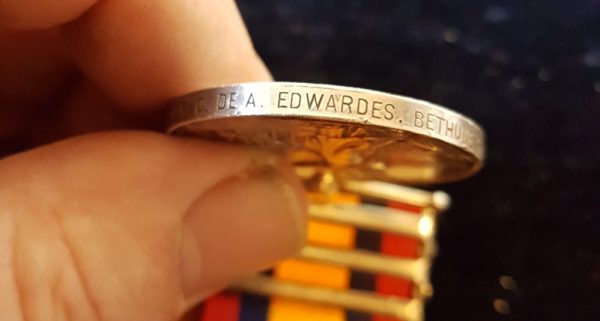 C. DE A. EDWARDES. BETHU